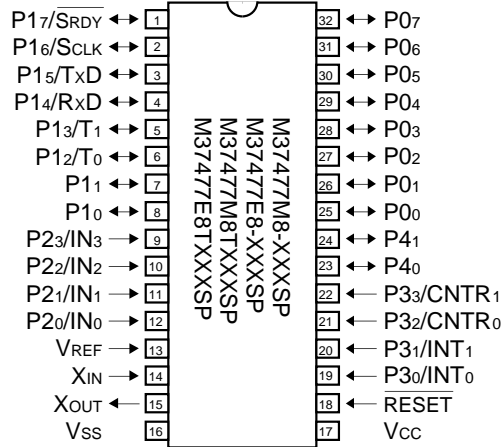 P17/S̅R̅D̅Y̅ 1 32 P07
P16/SCLK 2 31 P06
P15/TXD 3 30 P05
P14/RXD 4 29 P04
P13/T1 5 28 P03
P12/T0 6 27 P02
P11 7 26 P01
P10 8 25 P00
P23/IN3 9 24 P41
P22/IN2 10 23 P40
P21/IN1 11 22 P33/CNTR1
P20/IN0 12 21 P32/CNTR0
VREF 13 20 P31/INT1
XIN 14 19 P30/INT0
XOUT 15 18 R̅E̅S̅E̅T̅
VSS 16 17 VCC
M37477M8-XXXSP
M37477E8-XXXSP
M37477M8TXXXSP
M37477E8TXXXSP